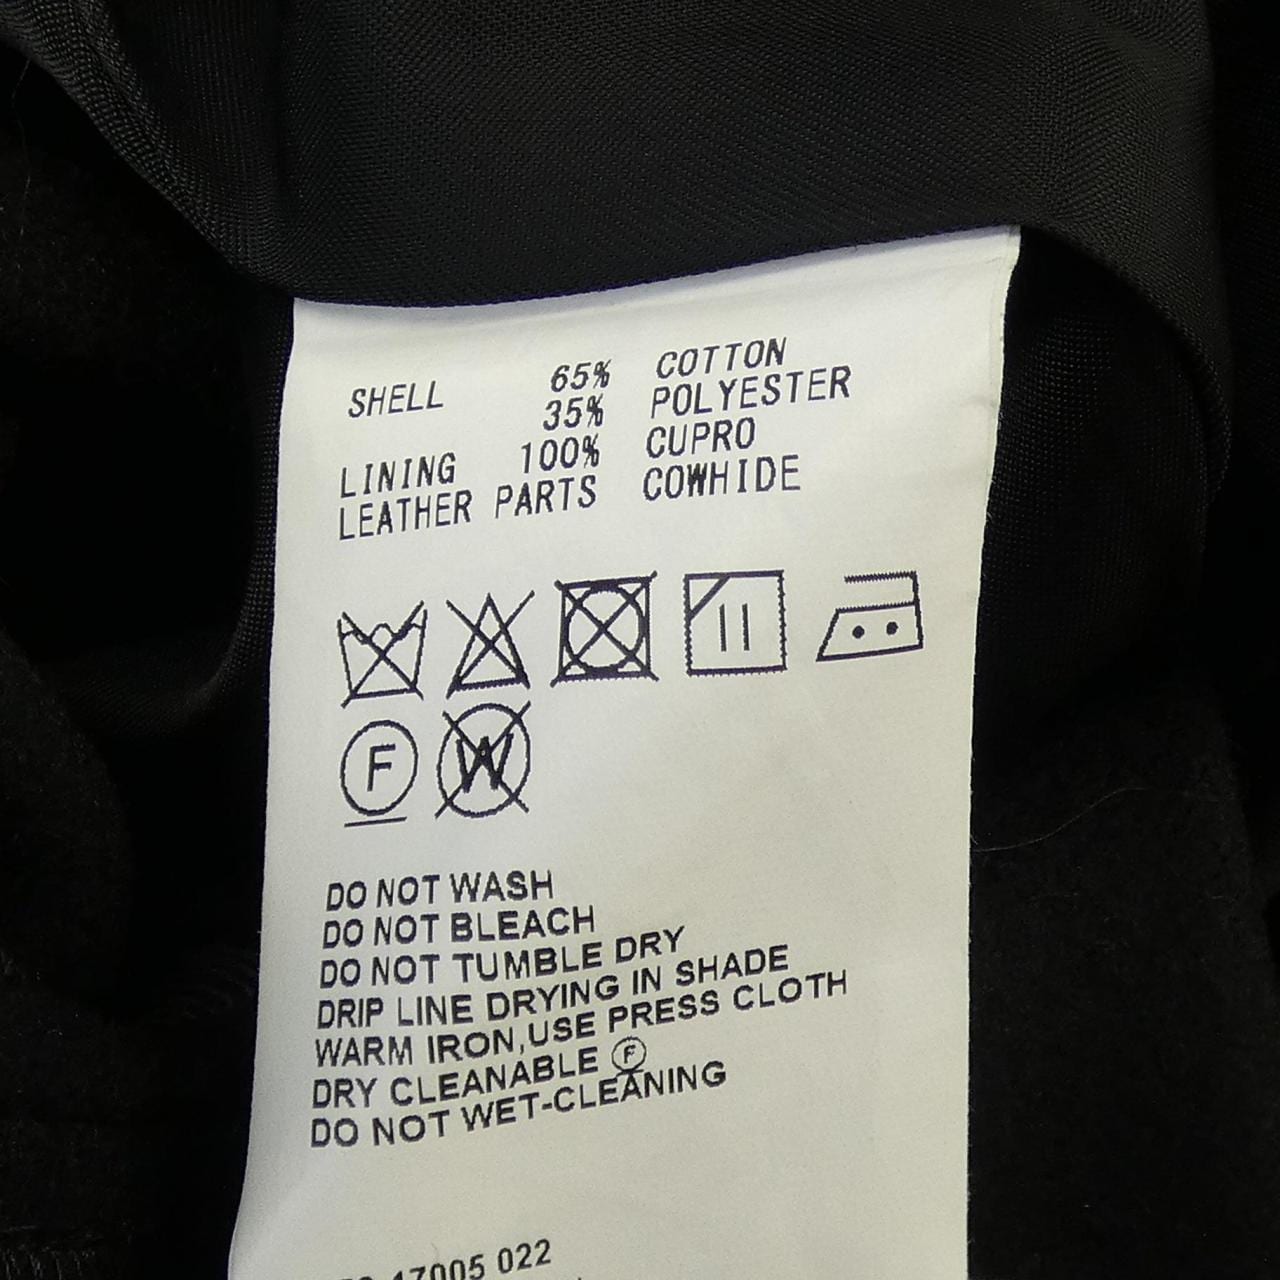 SHELL 65% COTTON
35% POLYESTER
LINING 100% CUPRO
LEATHER PARTS COWHIDE
F W
DO NOT WASH
DO NOT BLEACH
DO NOT TUMBLE DRY
DRIP LINE DRYING IN SHADE
WARM IRON,USE PRESS CLOTH
DRY CLEANABLE Ⓕ
DO NOT WET-CLEANING
022